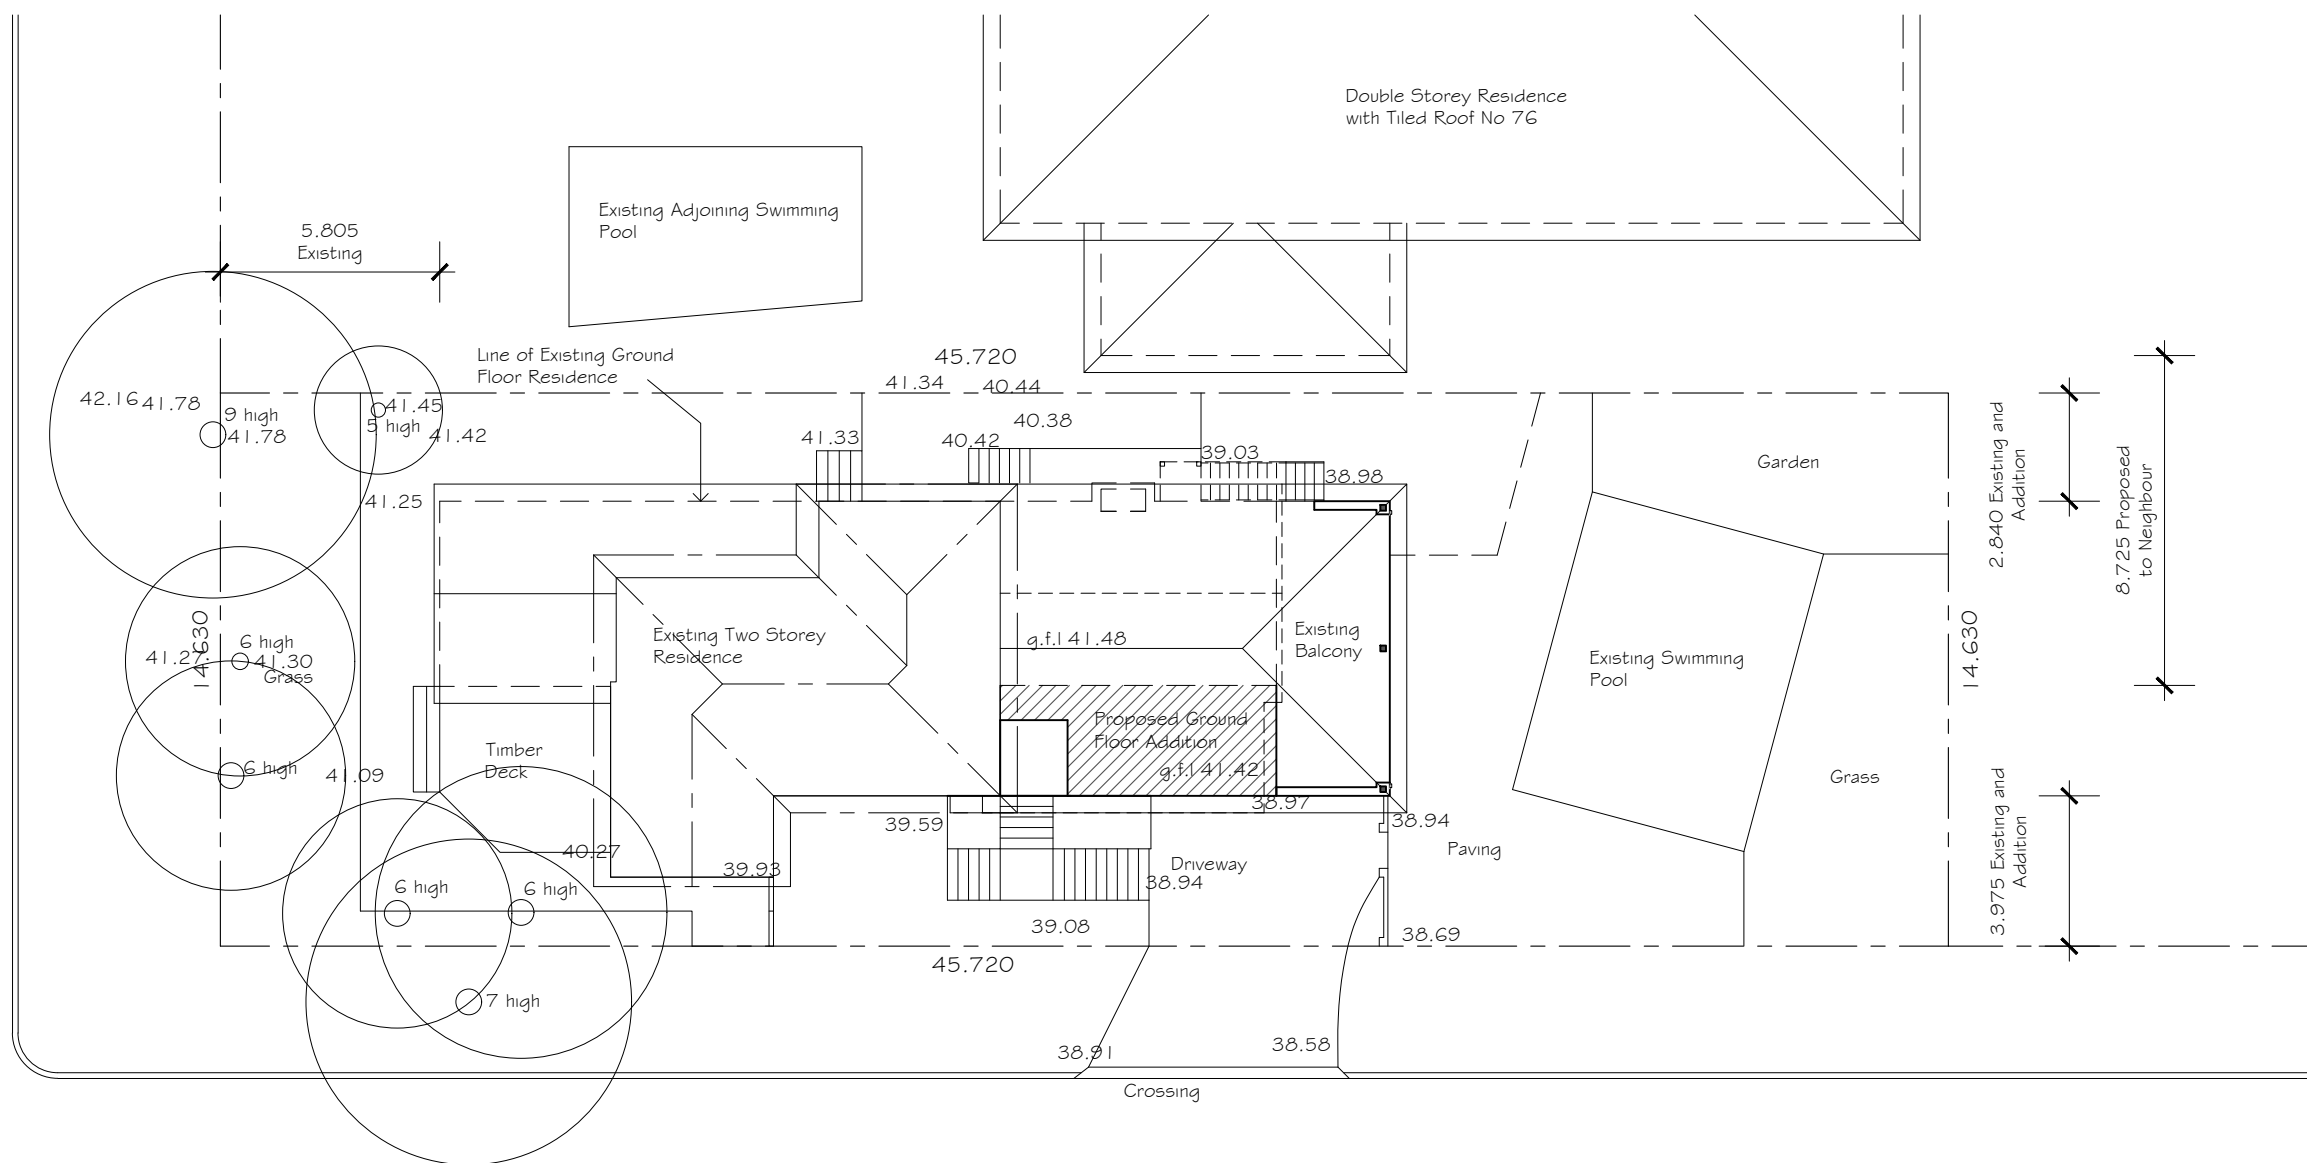 Double Storey Residence
with Tiled Roof No 76
Existing Adjoining Swimming
Pool
5.805
Existing
Line of Existing Ground
Floor Residence
45.720
41.34
40.44
42.16
41.78
9 high
41.78
41.45
5 high
41.42
41.33
40.42
40.38
39.03
38.98
Garden
2.840 Existing and
Addition
8.725 Proposed
to Neighbour
41.25
14.630
6 high
41.27
41.30
Grass
Existing Two Storey
Residence
g.f.l 41.48
Existing
Balcony
Existing Swimming
Pool
14.630
Proposed Ground
Floor Addition
g.f.l 41.42
Timber
Deck
6 high
41.09
Grass
38.97
39.59
38.94
Paving
3.975 Existing and
Addition
40.27
39.93
Driveway
38.94
6 high
6 high
39.08
38.69
45.720
7 high
38.91
38.58
Crossing